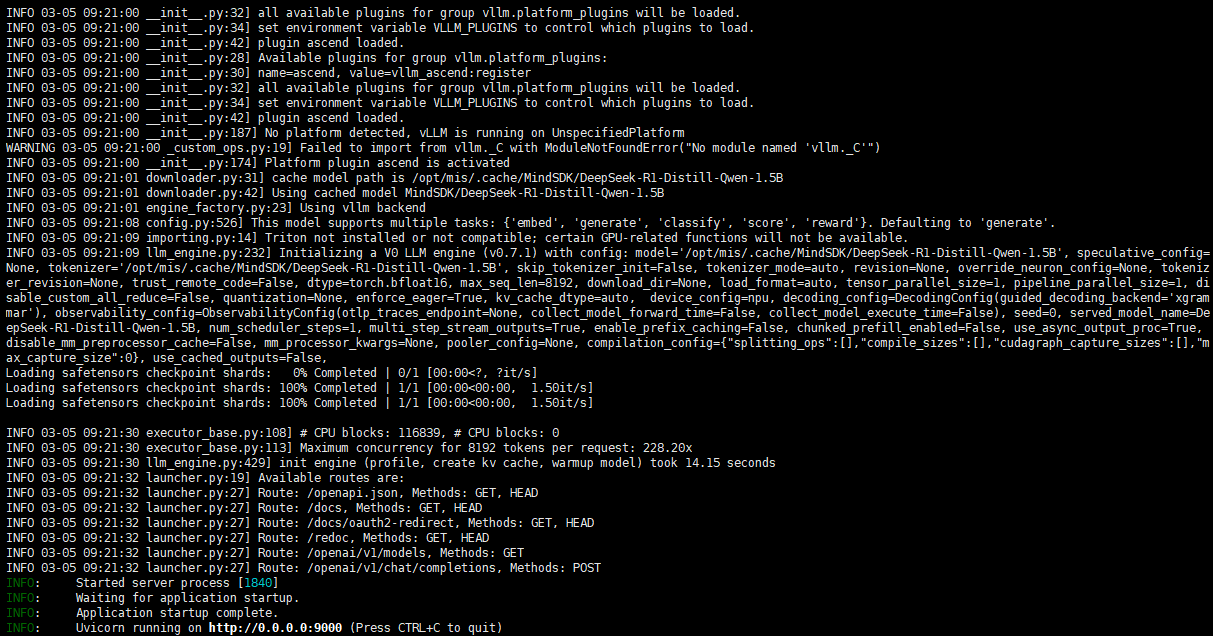 INFO 03-05 09:21:00 __init__.py:32] all available plugins for group vllm.platform_plugins will be loaded.
INFO 03-05 09:21:00 __init__.py:34] set environment variable VLLM_PLUGINS to control which plugins to load.
INFO 03-05 09:21:00 __init__.py:42] plugin ascend loaded.
INFO 03-05 09:21:00 __init__.py:28] Available plugins for group vllm.platform_plugins:
INFO 03-05 09:21:00 __init__.py:30] name=ascend, value=vllm_ascend:register
INFO 03-05 09:21:00 __init__.py:32] all available plugins for group vllm.platform_plugins will be loaded.
INFO 03-05 09:21:00 __init__.py:34] set environment variable VLLM_PLUGINS to control which plugins to load.
INFO 03-05 09:21:00 __init__.py:42] plugin ascend loaded.
INFO 03-05 09:21:00 __init__.py:187] No platform detected, vLLM is running on UnspecifiedPlatform
WARNING 03-05 09:21:00 _custom_ops.py:19] Failed to import from vllm._C with ModuleNotFoundError("No module named 'vllm._C'")
INFO 03-05 09:21:00 __init__.py:174] Platform plugin ascend is activated
INFO 03-05 09:21:01 downloader.py:31] cache model path is /opt/mis/.cache/MindSDK/DeepSeek-R1-Distill-Qwen-1.5B
INFO 03-05 09:21:01 downloader.py:42] Using cached model MindSDK/DeepSeek-R1-Distill-Qwen-1.5B
INFO 03-05 09:21:01 engine_factory.py:23] Using vllm backend
INFO 03-05 09:21:08 config.py:526] This model supports multiple tasks: {'embed', 'generate', 'classify', 'score', 'reward'}. Defaulting to 'generate'.
INFO 03-05 09:21:09 importing.py:14] Triton not installed or not compatible; certain GPU-related functions will not be available.
INFO 03-05 09:21:09 llm_engine.py:232] Initializing a V0 LLM engine (v0.7.1) with config: model='/opt/mis/.cache/MindSDK/DeepSeek-R1-Distill-Qwen-1.5B', speculative_config=
None, tokenizer='/opt/mis/.cache/MindSDK/DeepSeek-R1-Distill-Qwen-1.5B', skip_tokenizer_init=False, tokenizer_mode=auto, revision=None, override_neuron_config=None, tokeniz
er_revision=None, trust_remote_code=False, dtype=torch.bfloat16, max_seq_len=8192, download_dir=None, load_format=auto, tensor_parallel_size=1, pipeline_parallel_size=1, di
sable_custom_all_reduce=False, quantization=None, enforce_eager=True, kv_cache_dtype=auto,  device_config=npu, decoding_config=DecodingConfig(guided_decoding_backend='xgram
mar'), observability_config=ObservabilityConfig(otlp_traces_endpoint=None, collect_model_forward_time=False, collect_model_execute_time=False), seed=0, served_model_name=De
epSeek-R1-Distill-Qwen-1.5B, num_scheduler_steps=1, multi_step_stream_outputs=True, enable_prefix_caching=False, chunked_prefill_enabled=False, use_async_output_proc=True,
disable_mm_preprocessor_cache=False, mm_processor_kwargs=None, pooler_config=None, compilation_config={"splitting_ops":[],"compile_sizes":[],"cudagraph_capture_sizes":[],"m
ax_capture_size":0}, use_cached_outputs=False,
Loading safetensors checkpoint shards:   0% Completed | 0/1 [00:00<?, ?it/s]
Loading safetensors checkpoint shards: 100% Completed | 1/1 [00:00<00:00,  1.50it/s]
Loading safetensors checkpoint shards: 100% Completed | 1/1 [00:00<00:00,  1.50it/s]
INFO 03-05 09:21:30 executor_base.py:108] # CPU blocks: 116839, # CPU blocks: 0
INFO 03-05 09:21:30 executor_base.py:113] Maximum concurrency for 8192 tokens per request: 228.20x
INFO 03-05 09:21:30 llm_engine.py:429] init engine (profile, create kv cache, warmup model) took 14.15 seconds
INFO 03-05 09:21:32 launcher.py:19] Available routes are:
INFO 03-05 09:21:32 launcher.py:27] Route: /openapi.json, Methods: GET, HEAD
INFO 03-05 09:21:32 launcher.py:27] Route: /docs, Methods: GET, HEAD
INFO 03-05 09:21:32 launcher.py:27] Route: /docs/oauth2-redirect, Methods: GET, HEAD
INFO 03-05 09:21:32 launcher.py:27] Route: /redoc, Methods: GET, HEAD
INFO 03-05 09:21:32 launcher.py:27] Route: /openai/v1/models, Methods: GET
INFO 03-05 09:21:32 launcher.py:27] Route: /openai/v1/chat/completions, Methods: POST
INFO:     Started server process [1840]
INFO:     Waiting for application startup.
INFO:     Application startup complete.
INFO:     Uvicorn running on http://0.0.0.0:9000 (Press CTRL+C to quit)